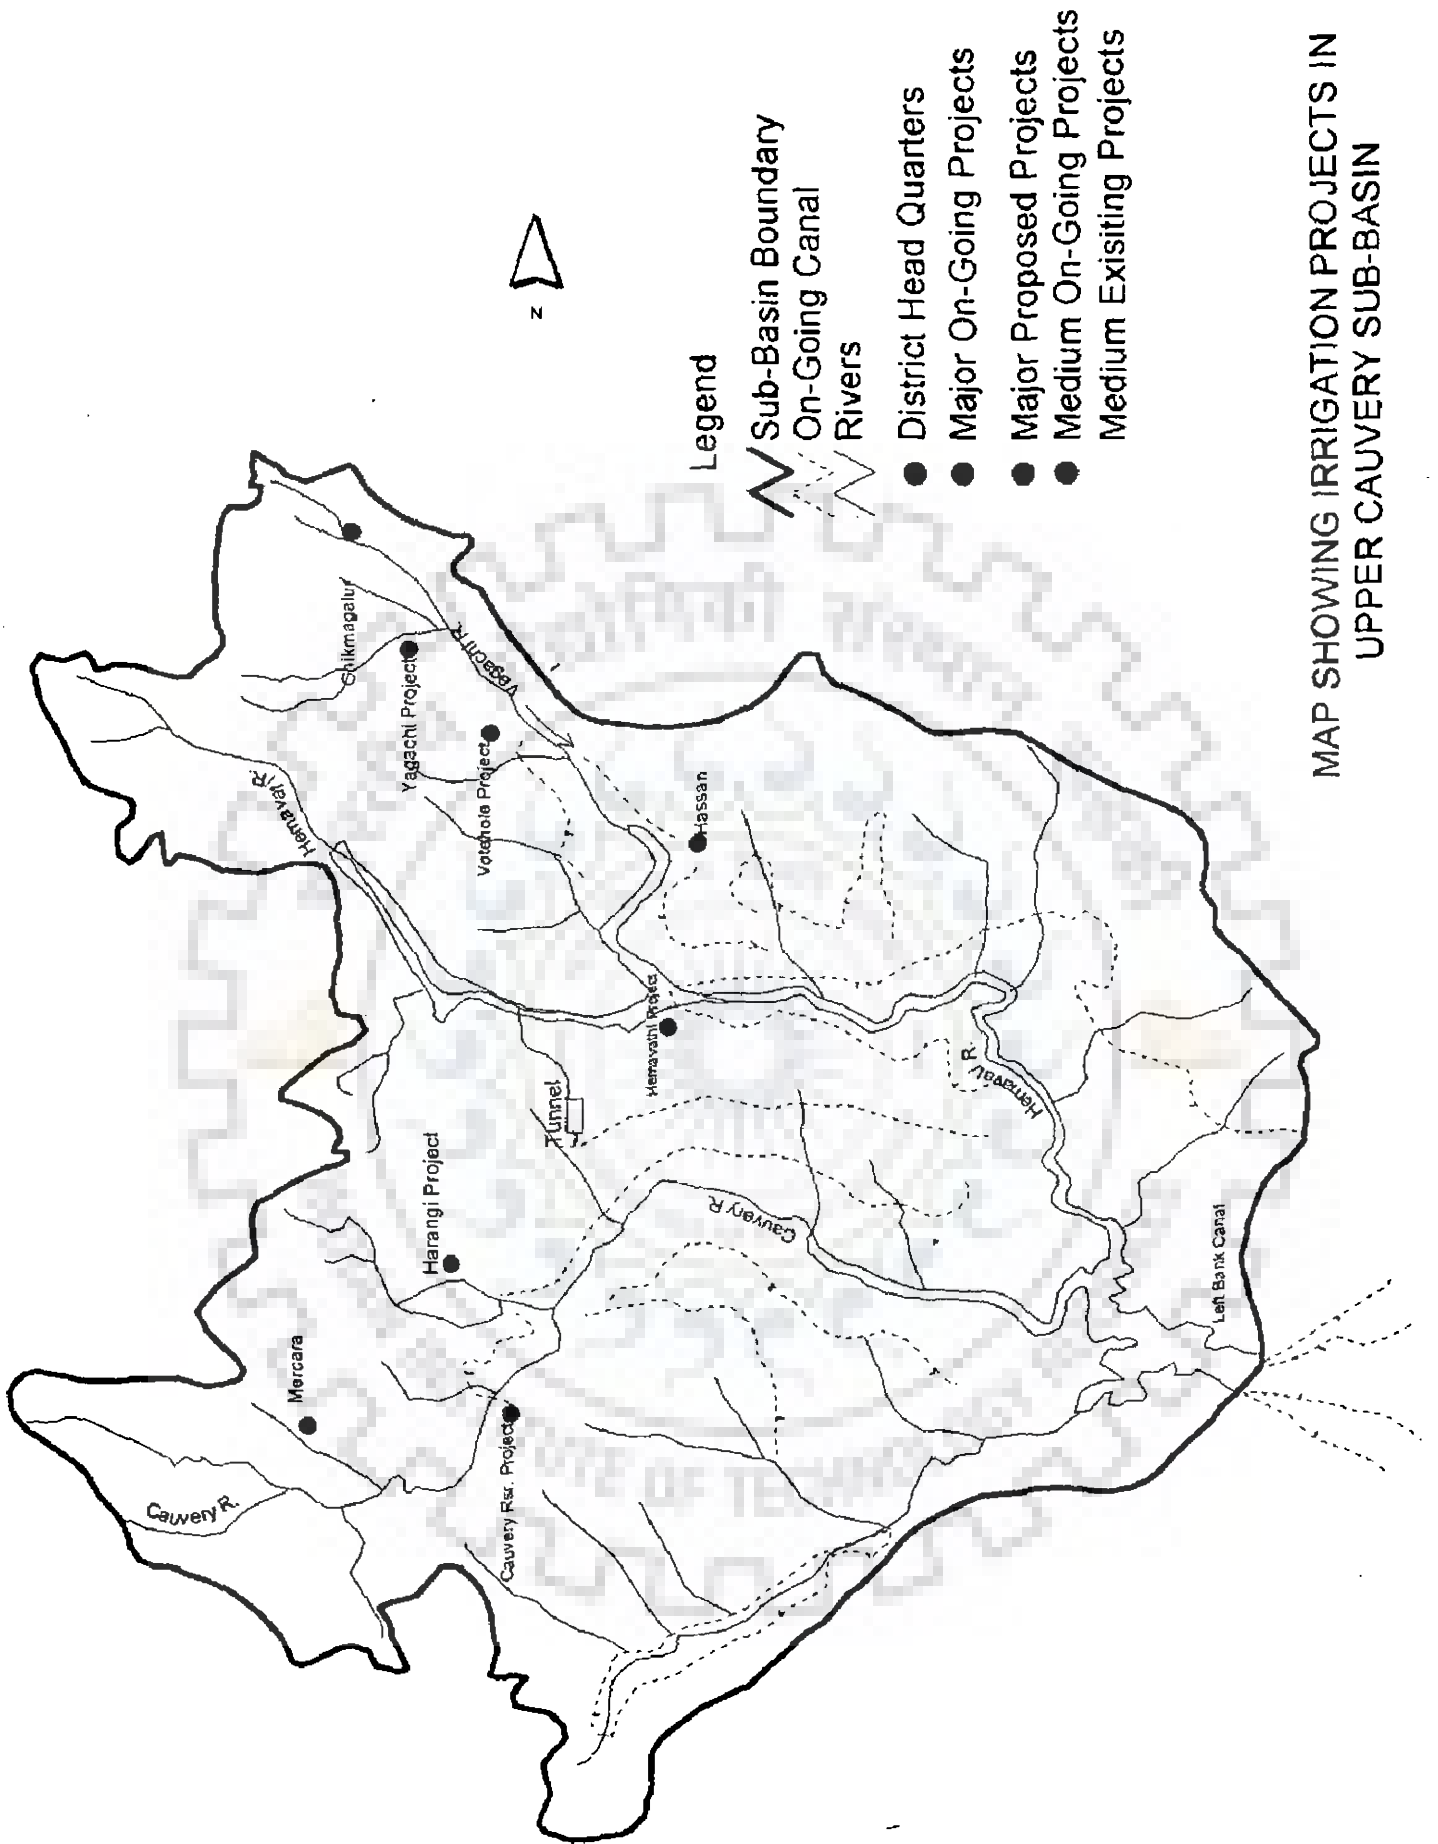 N
Legend
Sub-Basin Boundary
On-Going Canal
Rivers
District Head Quarters
Major On-Going Projects
Major Proposed Projects
Medium On-Going Projects
Medium Exisiting Projects
MAP SHOWING IRRIGATION PROJECTS IN
UPPER CAUVERY SUB-BASIN
Cauvery R.
Mercara
Cauvery Rsr. Project
Harangi Project
Tunnel
Cauvery R.
Hemavati R.
Chikmagalur
Yagachi Project
Votehole Project
Hassan
Hemavathi Project
Hemavati R.
Left Bank Canal
OF TECHNOLOGY